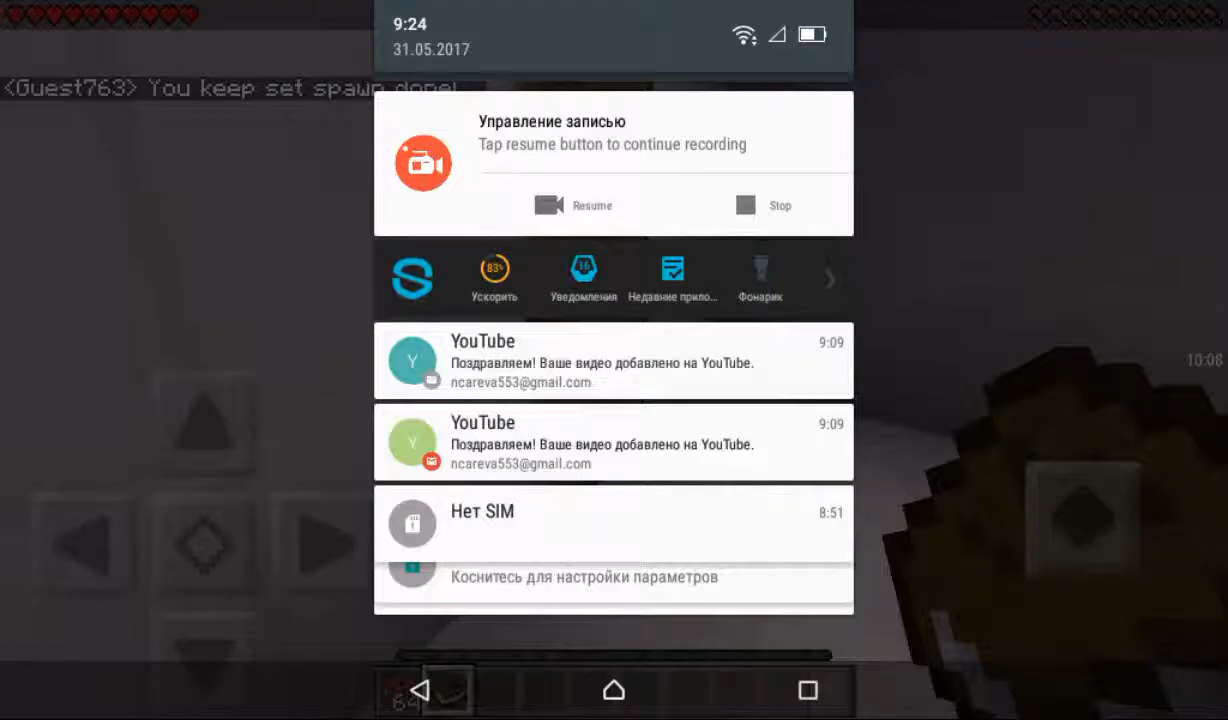 9:24
31.05.2017
<Guest763> You keep set spawn done!
Управление записью
Tap resume button to continue recording
Resume
Stop
83%
16
Ускорить
Уведомления
Недавние прило...
Фонарик
YouTube
9:09
Поздравляем! Ваше видео добавлено на YouTube.
ncareva553@gmail.com
10:08
YouTube
9:09
Поздравляем! Ваше видео добавлено на YouTube.
ncareva553@gmail.com
Нет SIM
8:51
Коснитесь для настройки параметров
64